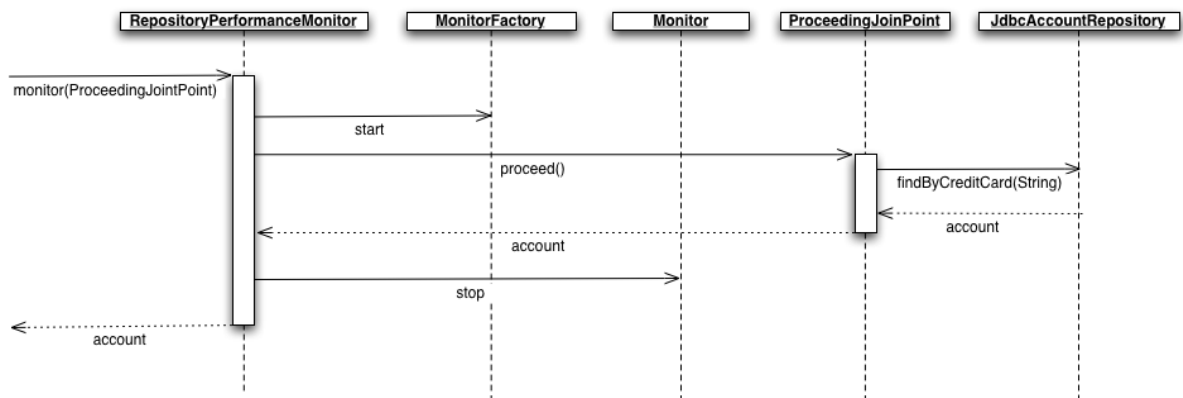 RepositoryPerformanceMonitor
MonitorFactory
Monitor
ProceedingJoinPoint
JdbcAccountRepository
monitor(ProceedingJointPoint)
start
proceed()
findByCreditCard(String)
account
account
stop
account